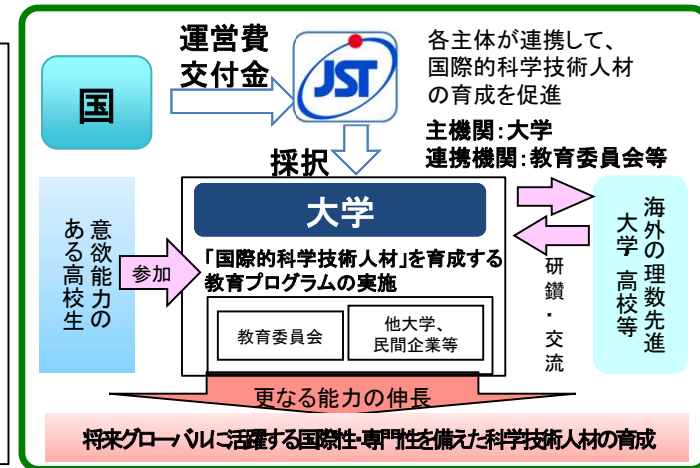 運営費
交付金
国
JST
各主体が連携して、
国際的科学技術人材
の育成を促進
主機関:大学
連携機関:教育委員会等
採択
大学
意欲能力の
ある高校生
参加
「国際的科学技術人材」を育成する
教育プログラムの実施
教育委員会
他大学、
民間企業等
研鑽・交流
海外の理数先進
大学 高校等
更なる能力の伸長
将来グローバルに活躍する国際性・専門性を備えた科学技術人材の育成